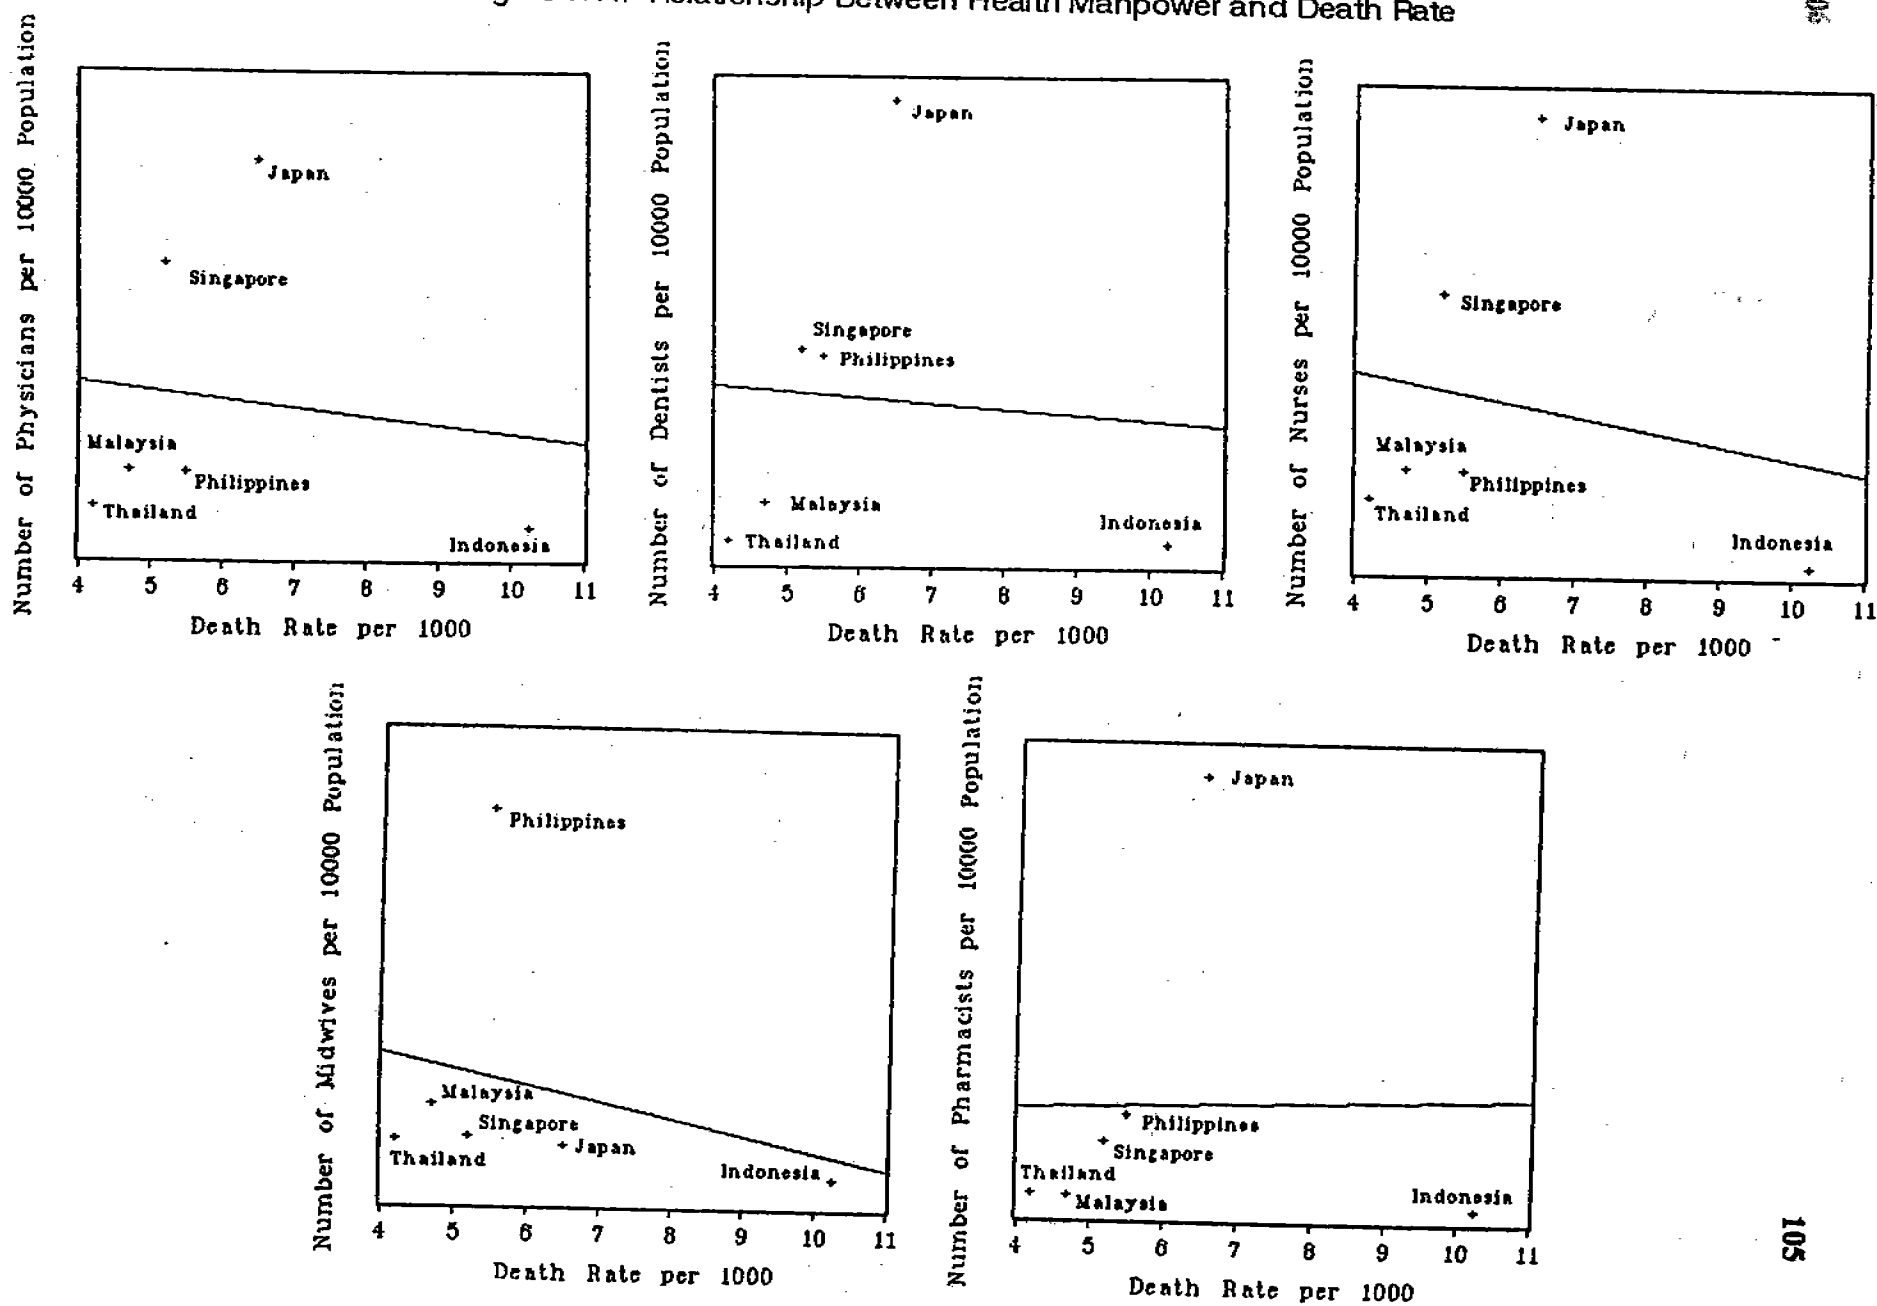 Relationship Between Health Manpower and Death Rate
Number of Physicians per 10000 Population
Japan
Singapore
Malaysia
Philippines
Thailand
Indonesia
4 5 6 7 8 9 10 11
Death Rate per 1000
Number of Dentists per 10000 Population
Japan
Singapore
Philippines
Malaysia
Thailand
Indonesia
4 5 6 7 8 9 10 11
Death Rate per 1000
Number of Nurses per 10000 Population
Japan
Singapore
Malaysia
Philippines
Thailand
Indonesia
4 5 6 7 8 9 10 11
Death Rate per 1000
Number of Midwives per 10000 Population
Philippines
Malaysia
Singapore
Japan
Thailand
Indonesia
4 5 6 7 8 9 10 11
Death Rate per 1000
Number of Pharmacists per 10000 Population
Japan
Philippines
Singapore
Thailand
Malaysia
Indonesia
4 5 6 7 8 9 10 11
Death Rate per 1000
105